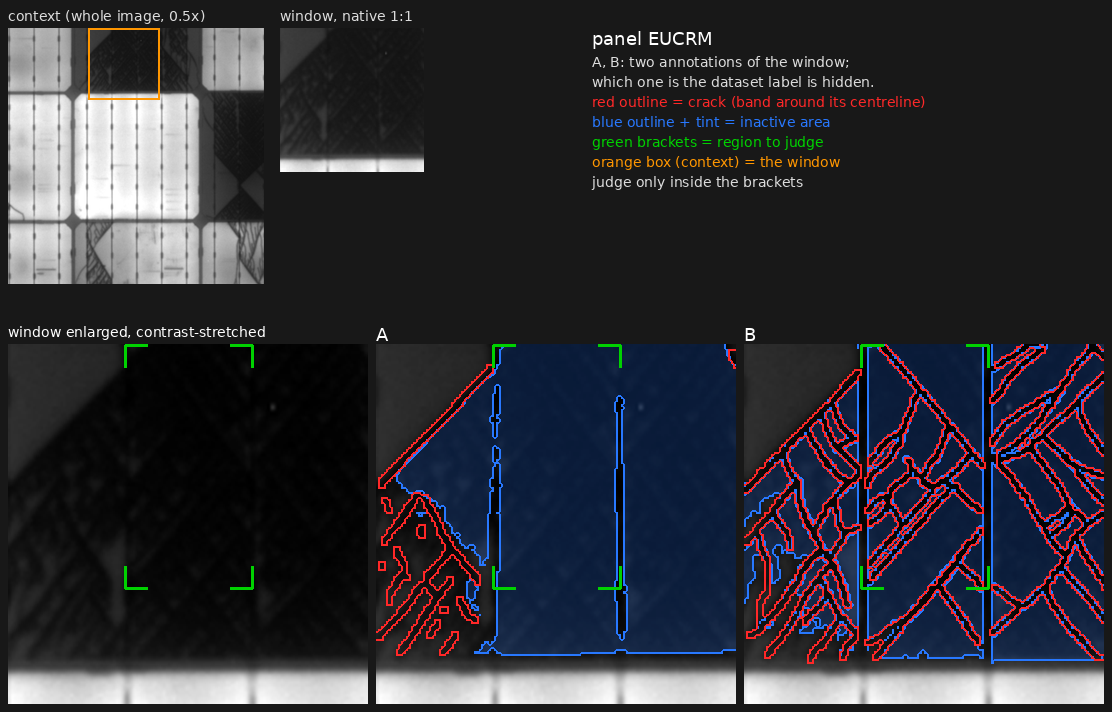 context (whole image, 0.5x)
window, native 1:1
panel EUCRM
A, B: two annotations of the window;
which one is the dataset label is hidden.
red outline = crack (band around its centreline)
blue outline + tint = inactive area
green brackets = region to judge
orange box (context) = the window
judge only inside the brackets
window enlarged, contrast-stretched
A
B